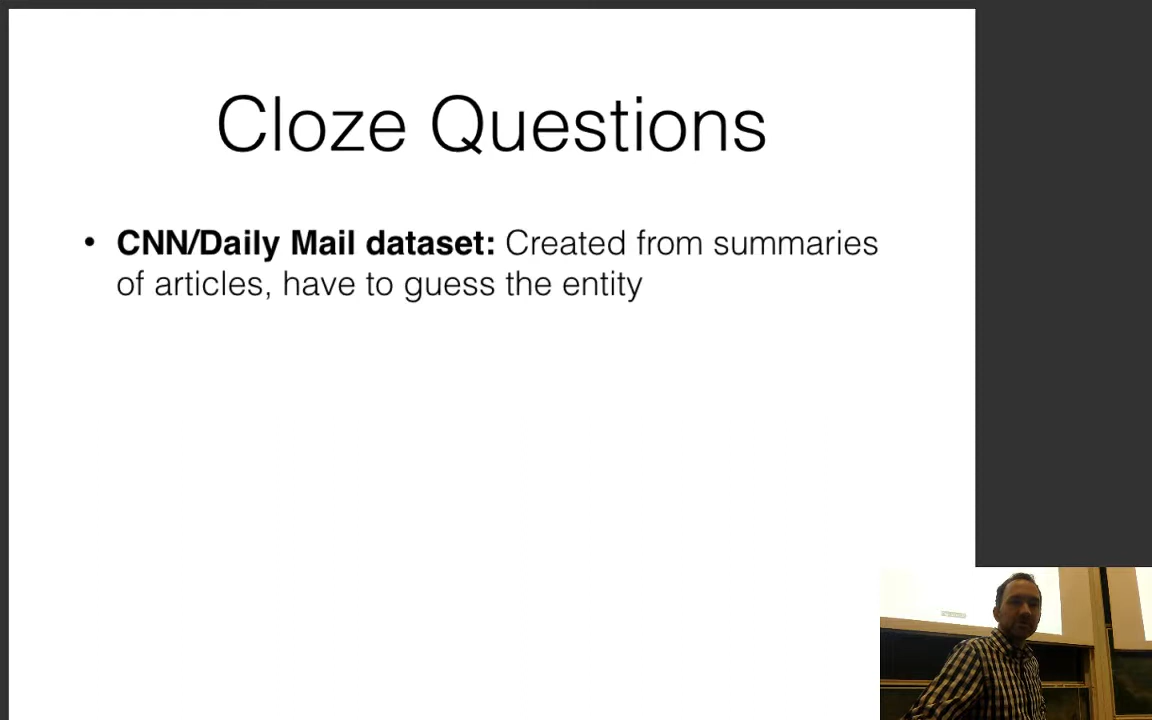 Cloze Questions
• CNN/Daily Mail dataset: Created from summaries
of articles, have to guess the entity